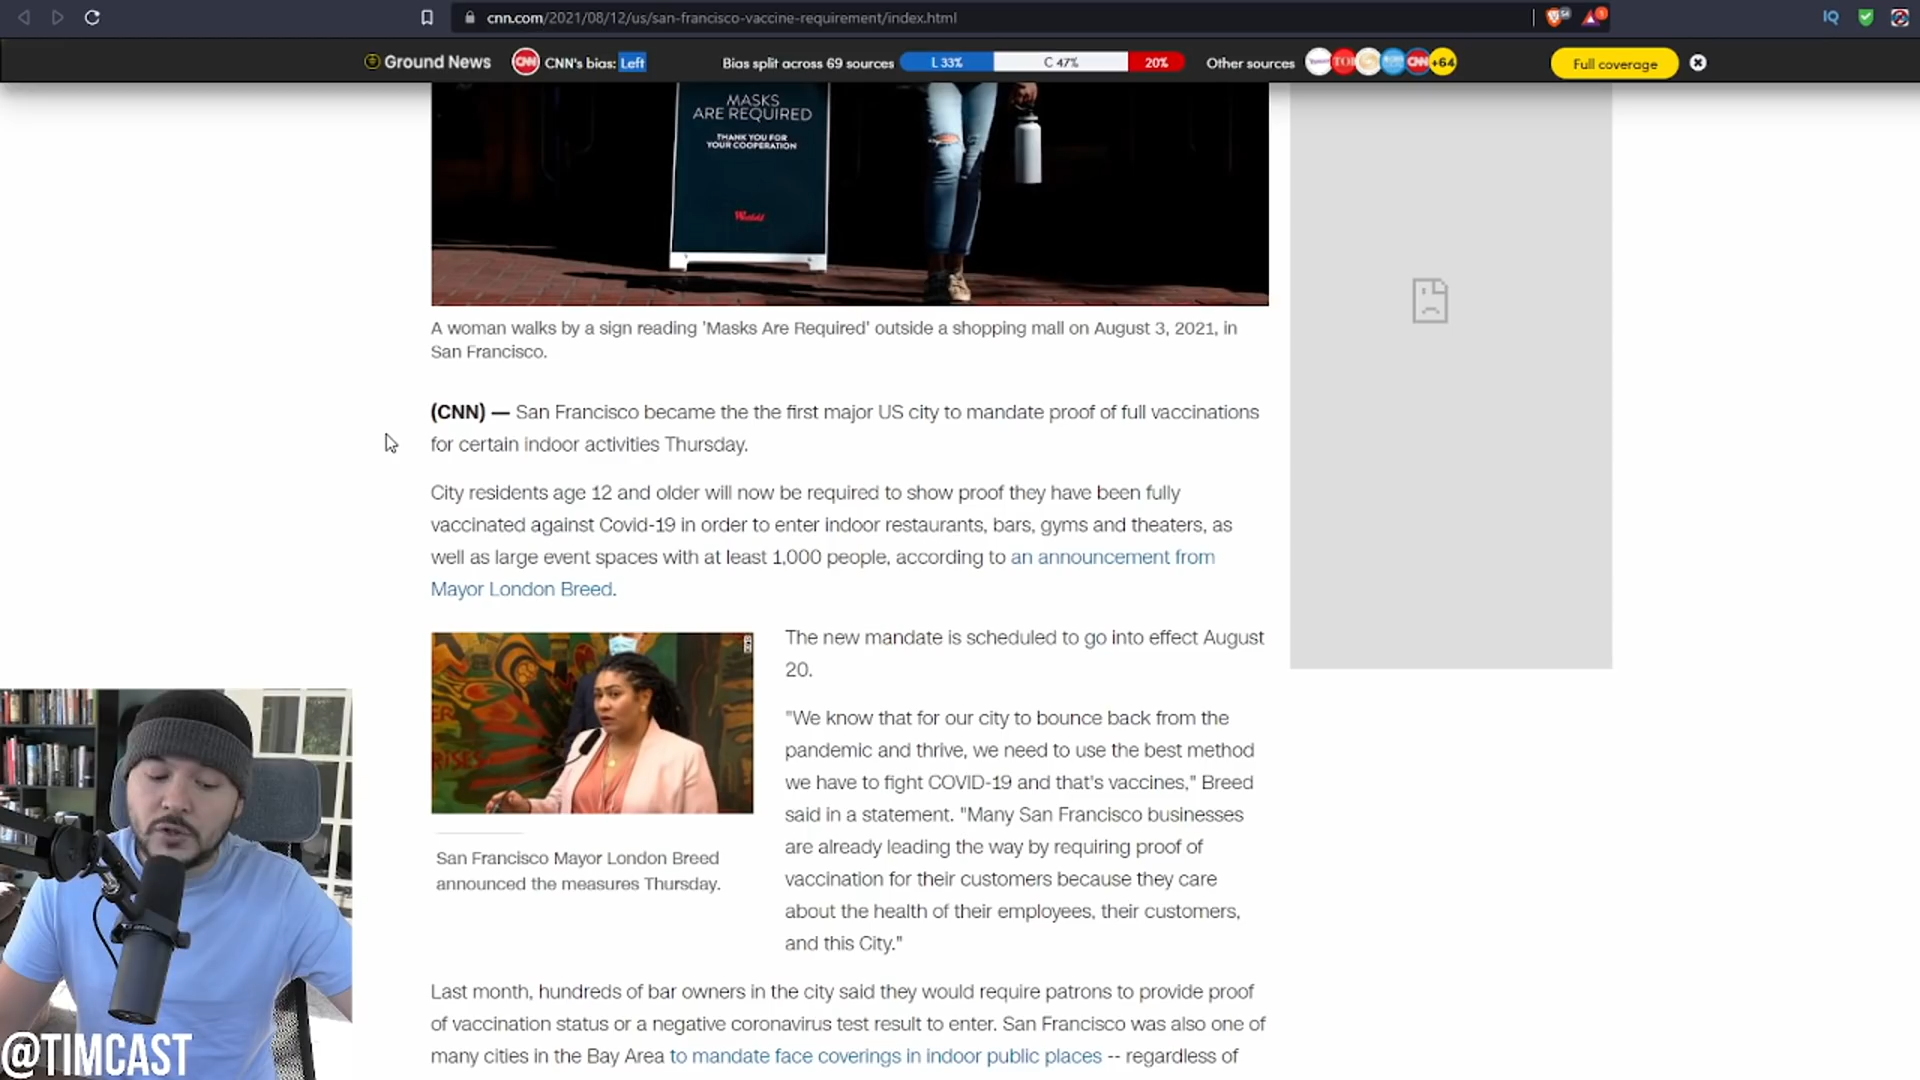 cnn.com/2021/08/12/us/san-francisco-vaccine-requirement/index.html
IQ
Ground News
CNN
CNN's bias: Left
Bias split across 69 sources
L 33%
C 47%
20%
Other sources
CNN
+64
Full coverage
MASKS
ARE REQUIRED
THANK YOU FOR
YOUR COOPERATION
Westfield
A woman walks by a sign reading 'Masks Are Required' outside a shopping mall on August 3, 2021, in
San Francisco.
(CNN) — San Francisco became the the first major US city to mandate proof of full vaccinations
for certain indoor activities Thursday.
City residents age 12 and older will now be required to show proof they have been fully
vaccinated against Covid-19 in order to enter indoor restaurants, bars, gyms and theaters, as
well as large event spaces with at least 1,000 people, according to an announcement from
Mayor London Breed.
The new mandate is scheduled to go into effect August
20.
"We know that for our city to bounce back from the
pandemic and thrive, we need to use the best method
we have to fight COVID-19 and that's vaccines," Breed
said in a statement. "Many San Francisco businesses
are already leading the way by requiring proof of
vaccination for their customers because they care
about the health of their employees, their customers,
and this City."
San Francisco Mayor London Breed
announced the measures Thursday.
Last month, hundreds of bar owners in the city said they would require patrons to provide proof
of vaccination status or a negative coronavirus test result to enter. San Francisco was also one of
many cities in the Bay Area to mandate face coverings in indoor public places -- regardless of
@TIMCAST